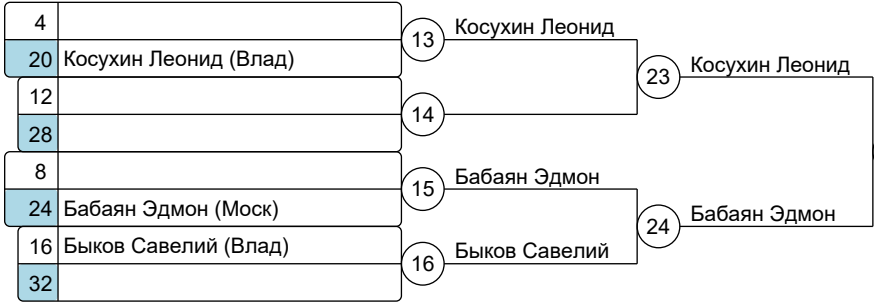 4
13 Косухин Леонид
20 Косухин Леонид (Влад)
23 Косухин Леонид
12
14
28
8
15 Бабаян Эдмон
24 Бабаян Эдмон (Моск)
24 Бабаян Эдмон
16 Быков Савелий (Влад)
16 Быков Савелий
32